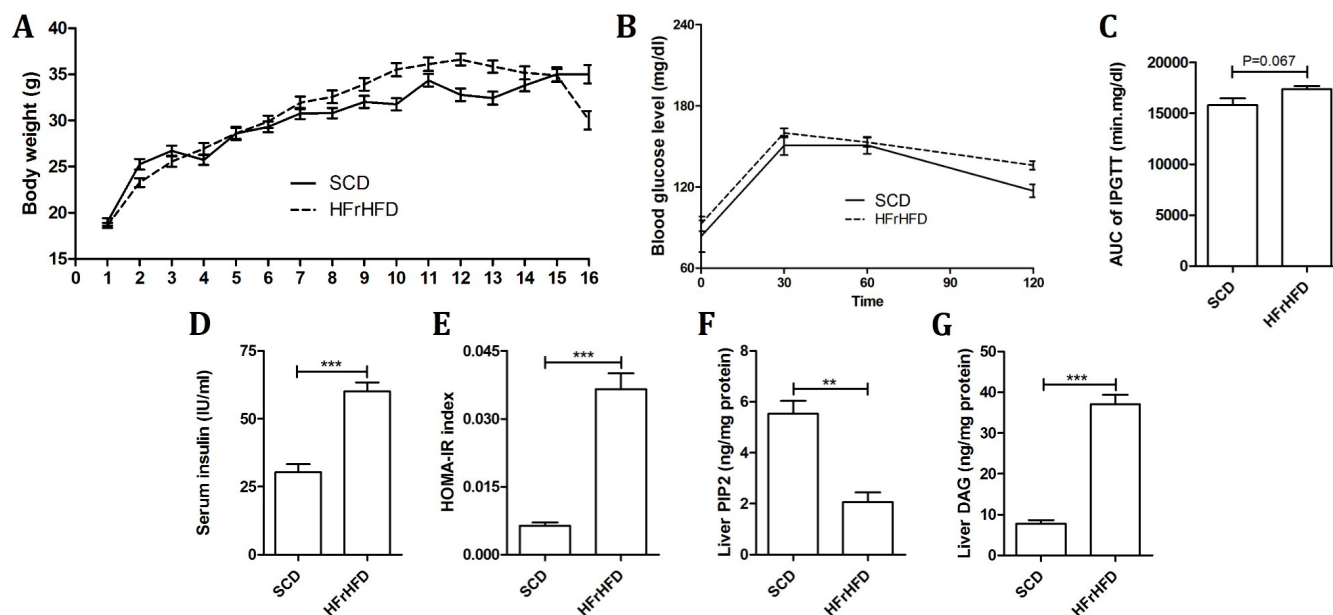 A
Body weight (g)
35
30
25
20
15
SCD
HFrHFD
0 1 2 3 4 5 6 7 8 9 10 11 12 13 14 15 16
B
Blood glucose level (mg/dl)
240
180
120
60
SCD
HFrHFD
0 30 60 90 120
Time
C
AUC of IPGTT
(min.mg/dl)
P=0.067
20000
15000
10000
5000
0
SCD
HFrHFD
D
Serum insulin (IU/ml)
***
75
50
25
0
SCD
HFrHFD
E
HOMA-IR index
***
0.045
0.030
0.015
0.000
SCD
HFrHFD
F
Liver PIP2 (ng/mg protein)
**
8
6
4
2
0
SCD
HFrHFD
G
Liver DAG (ng/mg protein)
***
50
40
30
20
10
0
SCD
HFrHFD